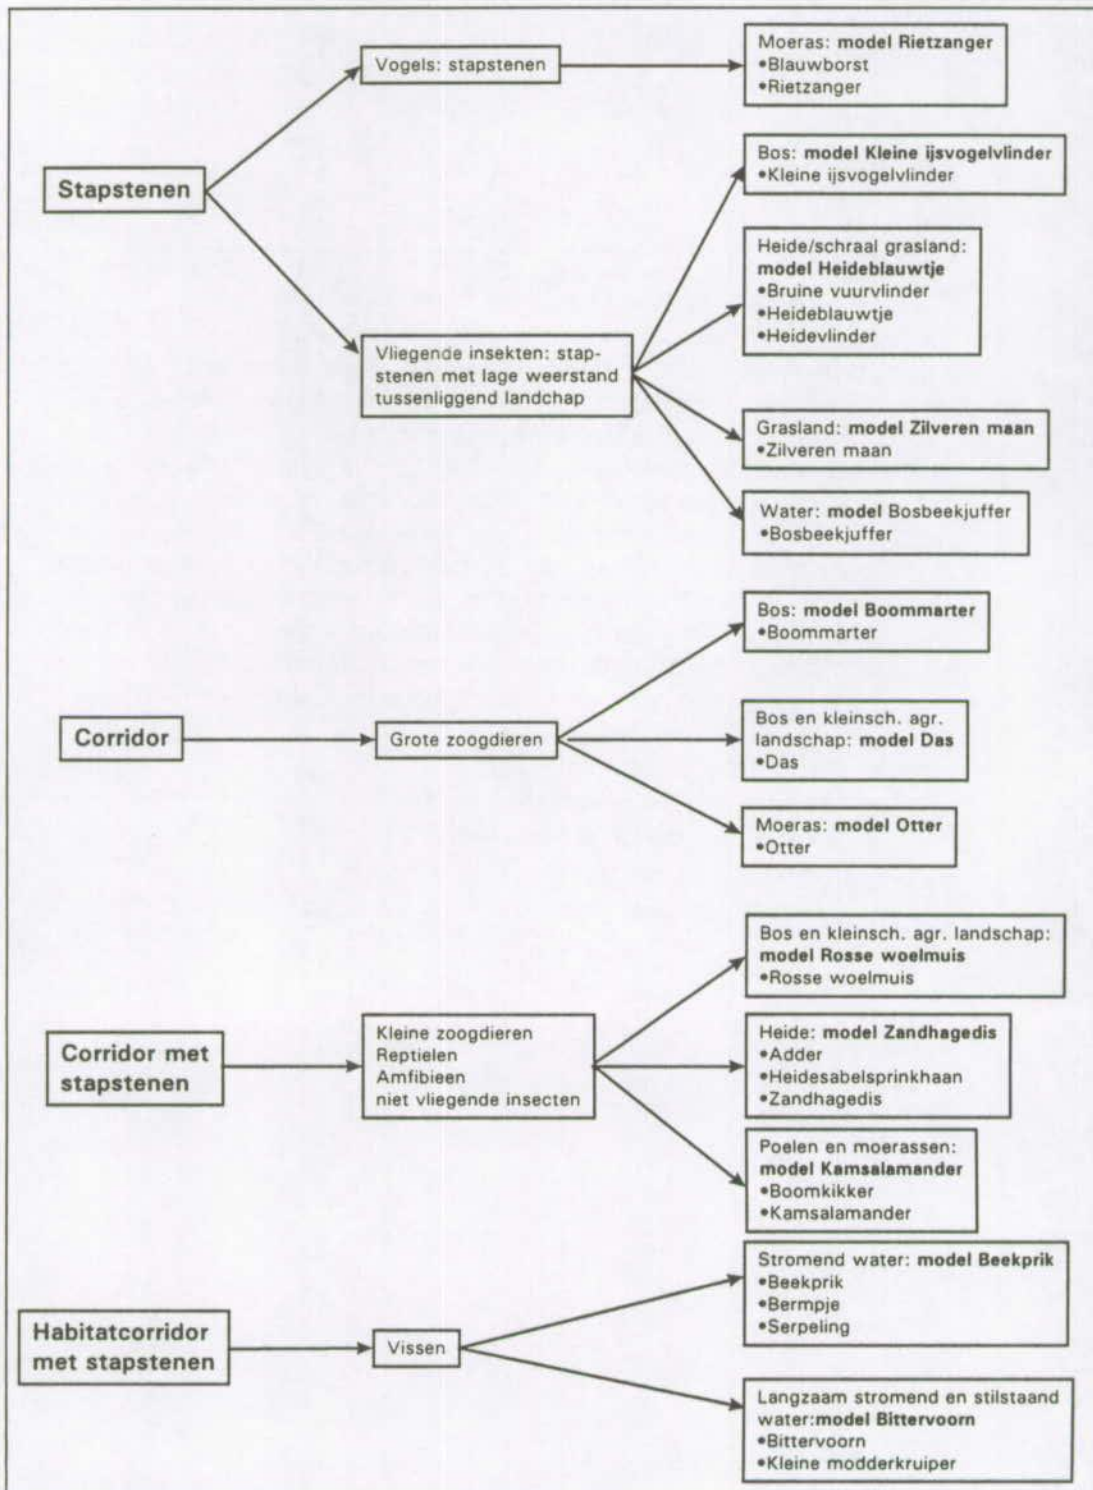 Stapstenen
Vogels: stapstenen
Moeras: model Rietzanger
•Blauwborst
•Rietzanger
Vliegende insekten: stap-
stenen met lage weerstand
tussenliggend landchap
Bos: model Kleine ijsvogelvlinder
•Kleine ijsvogelvlinder
Heide/schraal grasland:
model Heideblauwtje
•Bruine vuurvlinder
•Heideblauwtje
•Heidevlinder
Grasland: model Zilveren maan
•Zilveren maan
Water: model Bosbeekjuffer
•Bosbeekjuffer
Corridor
Grote zoogdieren
Bos: model Boommarter
•Boommarter
Bos en kleinsch. agr.
landschap: model Das
•Das
Moeras: model Otter
•Otter
Corridor met
stapstenen
Kleine zoogdieren
Reptielen
Amfibieen
niet vliegende insecten
Bos en kleinsch. agr. landschap:
model Rosse woelmuis
•Rosse woelmuis
Heide: model Zandhagedis
•Adder
•Heidesabelsprinkhaan
•Zandhagedis
Poelen en moerassen:
model Kamsalamander
•Boomkikker
•Kamsalamander
Habitatcorridor
met stapstenen
Vissen
Stromend water: model Beekprik
•Beekprik
•Bermpje
•Serpeling
Langzaam stromend en stilstaand
water:model Bittervoorn
•Bittervoorn
•Kleine modderkruiper